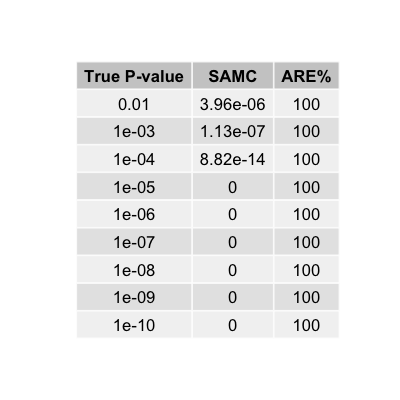 True P-value SAMC ARE%
0.01 3.96e-06 100
1e-03 1.13e-07 100
1e-04 8.82e-14 100
1e-05 0 100
1e-06 0 100
1e-07 0 100
1e-08 0 100
1e-09 0 100
1e-10 0 100